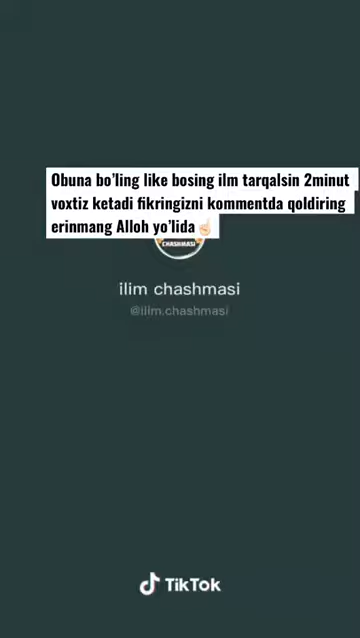 Obuna bo’ling like bosing ilm tarqalsin 2minut
voxtiz ketadi fikringizni kommentda qoldiring
erinmang Alloh yo’lida☝🏻
CHASHMASI
ilim chashmasi
@ilim.chashmasi
TikTok